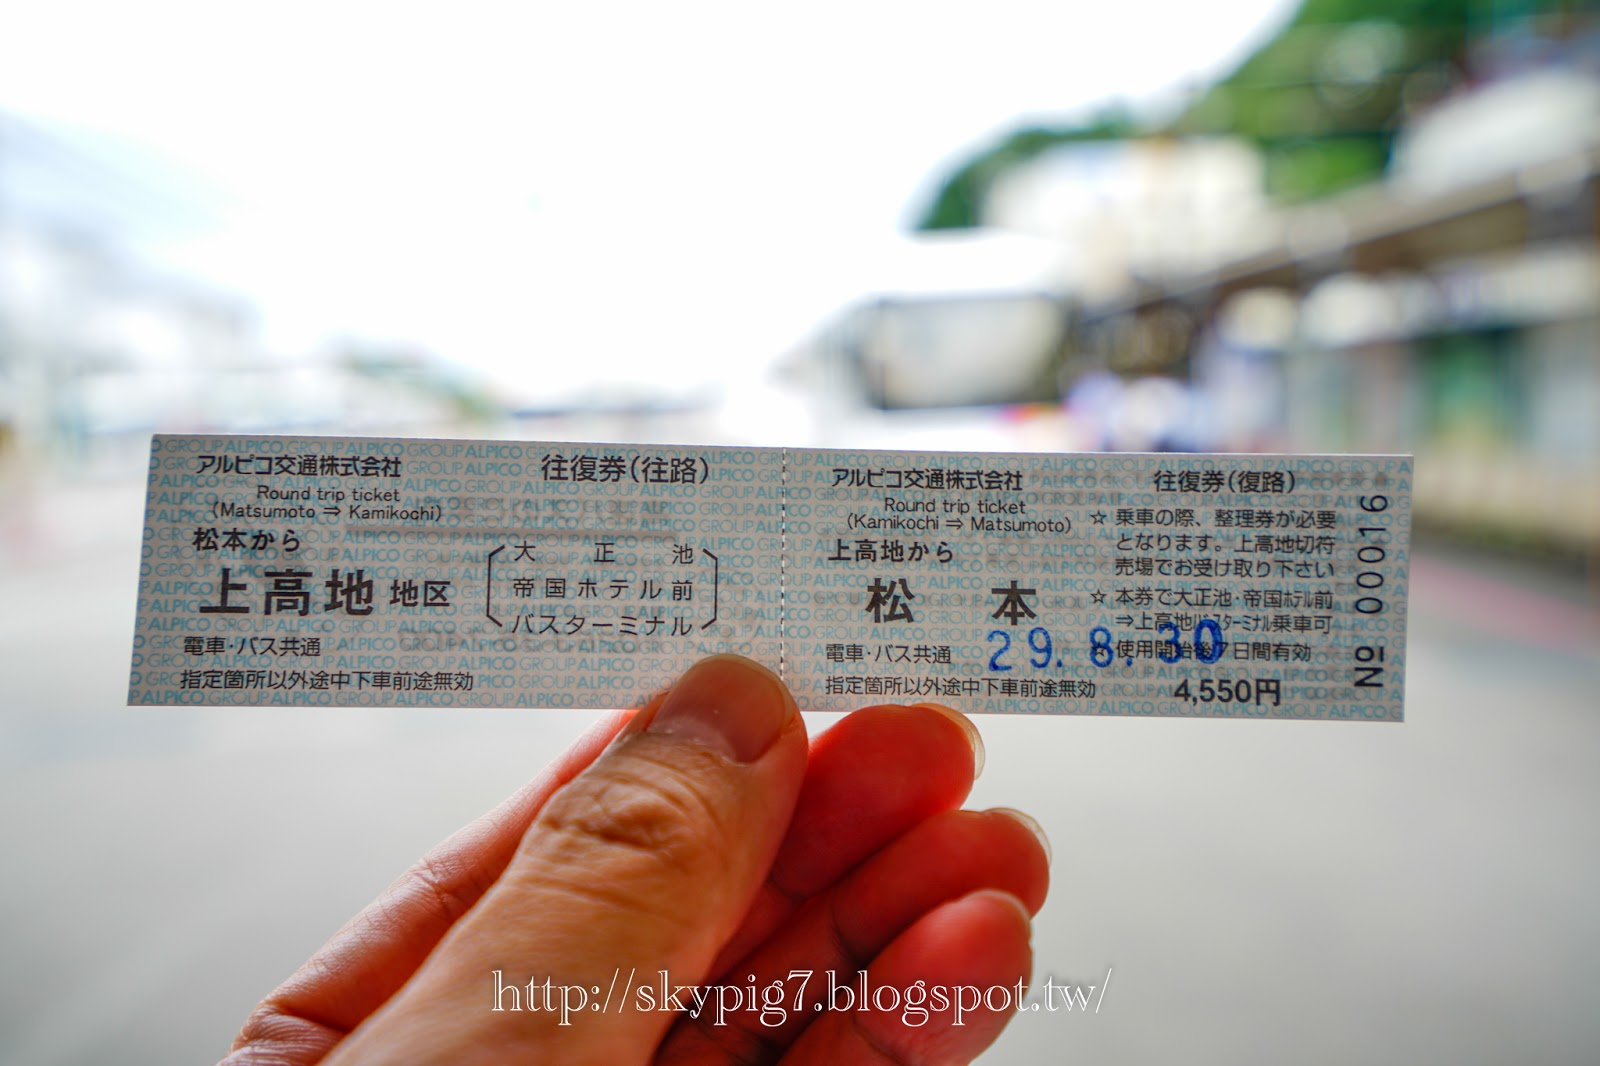 アルピコ交通株式会社 往復券(往路)
Round trip ticket
(Matsumoto ⇒ Kamikochi)
松本から
上高地 地区
大正池
帝国ホテル前
バスターミナル
電車・バス共通
指定箇所以外途中下車前途無効
アルピコ交通株式会社 往復券(復路)
Round trip ticket
(Kamikochi ⇒ Matsumoto)
上高地から
松本
電車・バス共通
指定箇所以外途中下車前途無効
☆乗車の際、整理券が必要
となります。上高地切符
売場でお受け取り下さい
☆本券で大正池・帝国ホテル前
⇒上高地バスターミナル乗車可
☆使用開始後7日間有効
29.8.30
4,550円
№ 00016
http://skypig7.blogspot.tw/